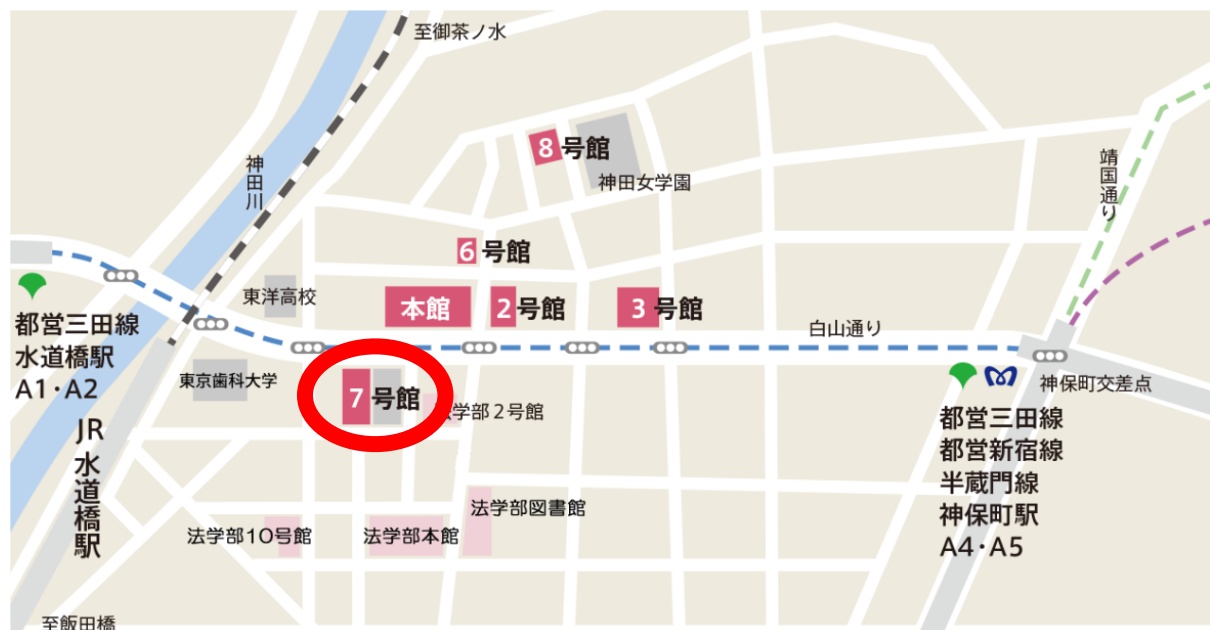 至御茶ノ水
神田川
8号館
神田女学園
靖国通り
6号館
東洋高校
本館
2号館
3号館
白山通り
都営三田線
水道橋駅
A1・A2
東京歯科大学
7号館
法学部2号館
神保町交差点
JR水道橋駅
都営三田線
都営新宿線
半蔵門線
神保町駅
A4・A5
法学部図書館
法学部10号館
法学部本館
至飯田橋